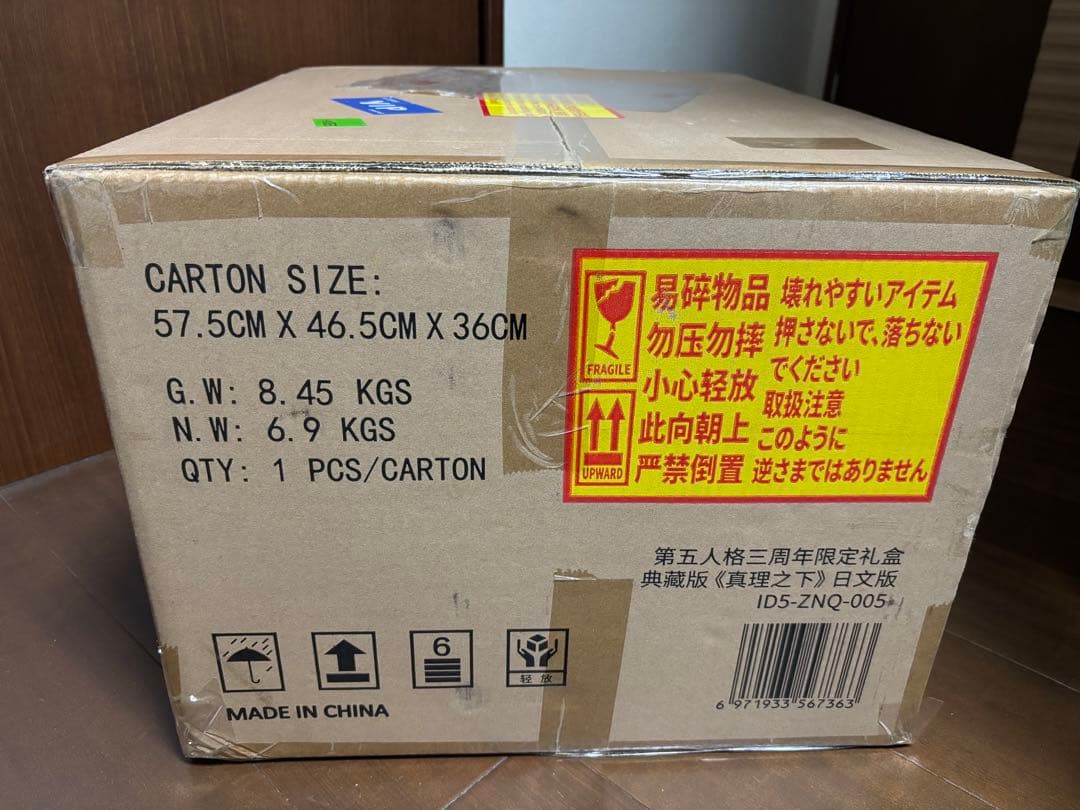 VIP
CARTON SIZE:
57.5CM X 46.5CM X 36CM
G.W: 8.45 KGS
N.W: 6.9 KGS
QTY: 1 PCS/CARTON
FRAGILE
UPWARD
易碎物品
勿压勿摔
小心轻放
此向朝上
严禁倒置
壊れやすいアイテム
押さないで、落ちない
でください
取扱注意
このように
逆さまではありません
第五人格三周年限定礼盒
典藏版《真理之下》日文版
ID5-ZNQ-005
6
轻放
MADE IN CHINA
6 971933 567363